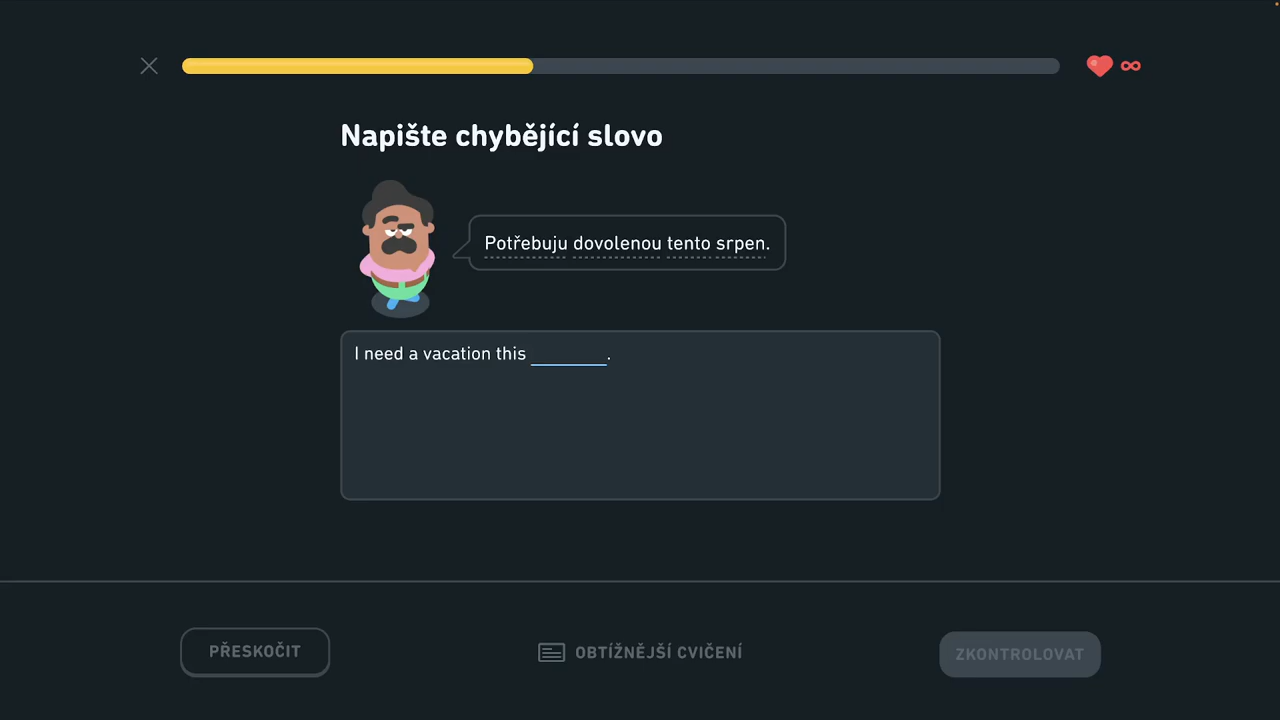 Napište chybějící slovo
Potřebuju dovolenou tento srpen.
I need a vacation this ________.
PŘESKOČIT
OBTÍŽNĚJŠÍ CVIČENÍ
ZKONTROLOVAT